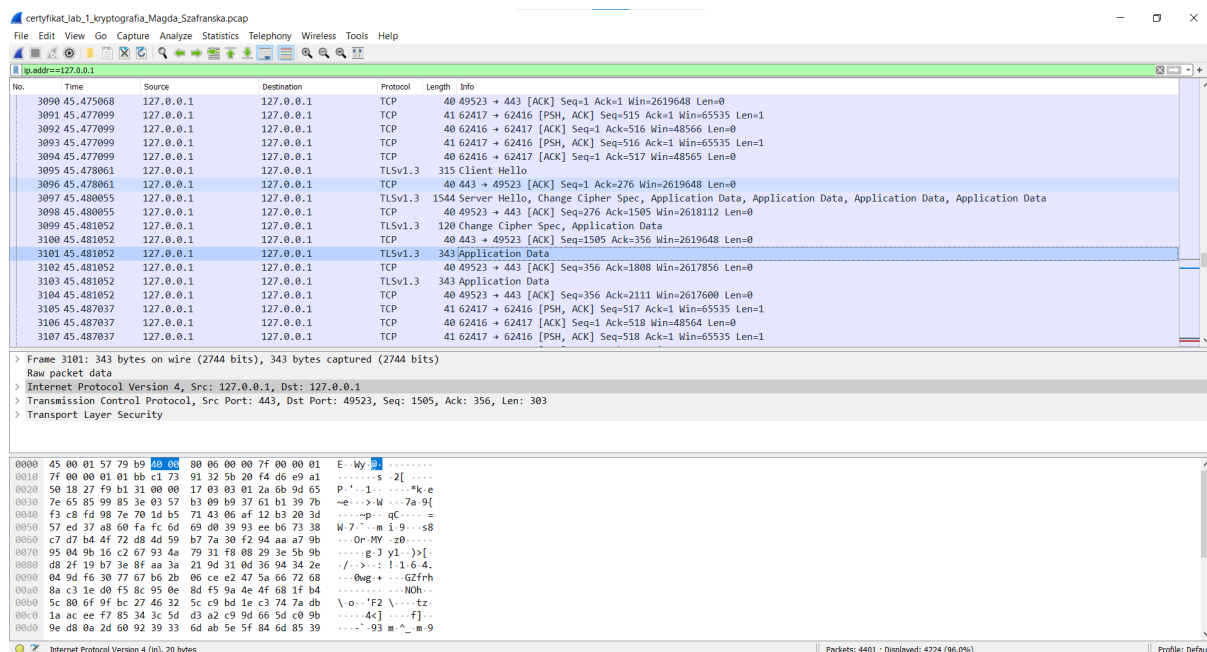 certyfikat_lab_1_kryptografia_Magda_Szafranska.pcap
File Edit View Go Capture Analyze Statistics Telephony Wireless Tools Help
ip.addr==127.0.0.1
No. Time Source Destination Protocol Length Info
3090 45.475068 127.0.0.1 127.0.0.1 TCP 40 49523 → 443 [ACK] Seq=1 Ack=1 Win=2619648 Len=0
3091 45.477099 127.0.0.1 127.0.0.1 TCP 41 62417 → 62416 [PSH, ACK] Seq=515 Ack=1 Win=65535 Len=1
3092 45.477099 127.0.0.1 127.0.0.1 TCP 40 62416 → 62417 [ACK] Seq=1 Ack=516 Win=48566 Len=0
3093 45.477099 127.0.0.1 127.0.0.1 TCP 41 62417 → 62416 [PSH, ACK] Seq=516 Ack=1 Win=65535 Len=1
3094 45.477099 127.0.0.1 127.0.0.1 TCP 40 62416 → 62417 [ACK] Seq=1 Ack=517 Win=48565 Len=0
3095 45.478061 127.0.0.1 127.0.0.1 TLSv1.3 315 Client Hello
3096 45.478061 127.0.0.1 127.0.0.1 TCP 40 443 → 49523 [ACK] Seq=1 Ack=276 Win=2619648 Len=0
3097 45.480055 127.0.0.1 127.0.0.1 TLSv1.3 1544 Server Hello, Change Cipher Spec, Application Data, Application Data, Application Data, Application Data
3098 45.480055 127.0.0.1 127.0.0.1 TCP 40 49523 → 443 [ACK] Seq=276 Ack=1505 Win=2618112 Len=0
3099 45.481052 127.0.0.1 127.0.0.1 TLSv1.3 120 Change Cipher Spec, Application Data
3100 45.481052 127.0.0.1 127.0.0.1 TCP 40 443 → 49523 [ACK] Seq=1505 Ack=356 Win=2619648 Len=0
3101 45.481052 127.0.0.1 127.0.0.1 TLSv1.3 343 Application Data
3102 45.481052 127.0.0.1 127.0.0.1 TCP 40 49523 → 443 [ACK] Seq=356 Ack=1808 Win=2617856 Len=0
3103 45.481052 127.0.0.1 127.0.0.1 TLSv1.3 343 Application Data
3104 45.481052 127.0.0.1 127.0.0.1 TCP 40 49523 → 443 [ACK] Seq=356 Ack=2111 Win=2617600 Len=0
3105 45.487037 127.0.0.1 127.0.0.1 TCP 41 62417 → 62416 [PSH, ACK] Seq=517 Ack=1 Win=65535 Len=1
3106 45.487037 127.0.0.1 127.0.0.1 TCP 40 62416 → 62417 [ACK] Seq=1 Ack=518 Win=48564 Len=0
3107 45.487037 127.0.0.1 127.0.0.1 TCP 41 62417 → 62416 [PSH, ACK] Seq=518 Ack=1 Win=65535 Len=1
> Frame 3101: 343 bytes on wire (2744 bits), 343 bytes captured (2744 bits)
Raw packet data
> Internet Protocol Version 4, Src: 127.0.0.1, Dst: 127.0.0.1
> Transmission Control Protocol, Src Port: 443, Dst Port: 49523, Seq: 1505, Ack: 356, Len: 303
> Transport Layer Security
0000 45 00 01 57 79 b9 40 00 80 06 00 00 7f 00 00 01 E··Wy·@· ········
0010 7f 00 00 01 01 bb c1 73 91 32 5b 20 f4 d6 e9 a1 ·······s ·2[ ····
0020 50 18 27 f9 b1 31 00 00 17 03 03 01 2a 6b 9d 65 P·'··1·· ····*k·e
0030 7e 65 85 99 85 3e 03 57 b3 09 b9 37 61 b1 39 7b ~e···>·W ···7a·9{
0040 f3 c8 fd 98 7e 70 1d b5 71 43 06 af 12 b3 20 3d ····~p·· qC···· =
0050 57 ed 37 a8 60 fa fc 6d 69 d0 39 93 ee b6 73 38 W·7·`··m i·9···s8
0060 c7 d7 b4 4f 72 d8 4d 59 b7 7a 30 f2 94 aa a7 9b ···Or·MY ·z0·····
0070 95 04 9b 16 c2 67 93 4a 79 31 f8 08 29 3e 5b 9b ·····g·J y1··)>[·
0080 d8 2f 19 b7 3e 8f aa 3a 21 9d 31 0d 36 94 34 2e ·/··>··: !·1·6·4.
0090 04 9d f6 30 77 67 b6 2b 06 ce e2 47 5a 66 72 68 ···0wg·+ ···GZfrh
00a0 8a c3 1e d0 f5 8c 95 0e 8d f5 9a 4e 4f 68 1f b4 ········ ···NOh··
00b0 5c 80 6f 9f bc 27 46 32 5c c9 bd 1e c3 74 7a db \·o··'F2 \····tz·
00c0 1a ac ee f7 85 34 3c 5d d3 a2 c9 9d 66 5d c0 9b ·····4<] ····f]··
00d0 9e d8 0a 2d 60 92 39 33 6d ab 5e 5f 84 6d 85 39 ···-`·93 m·^_·m·9
Internet Protocol Version 4 (ip), 20 bytes Packets: 4401 · Displayed: 4224 (96.0%) Profile: Defau